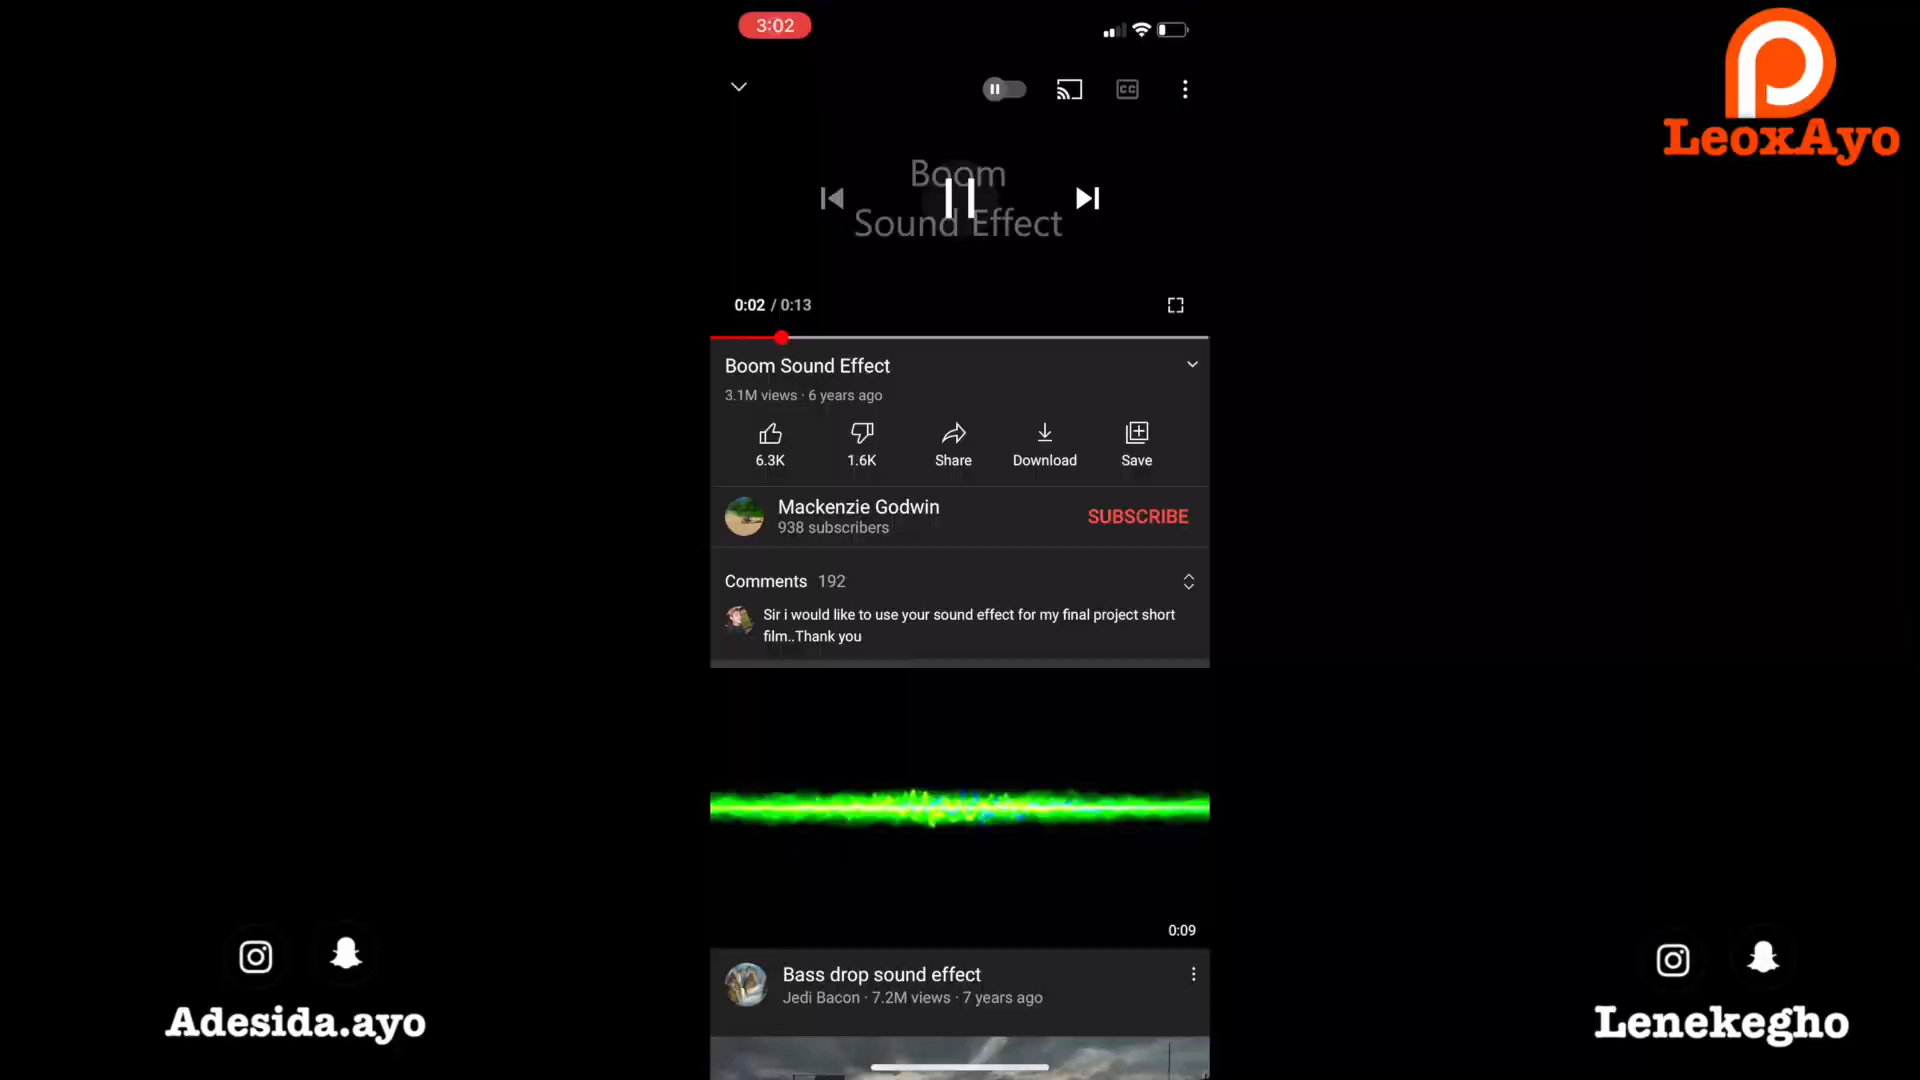 3:02
LeoxAyo
CC
Boom
Sound Effect
0:02 / 0:13
Boom Sound Effect
3.1M views · 6 years ago
6.3K
1.6K
Share
Download
Save
Mackenzie Godwin
938 subscribers
SUBSCRIBE
Comments 192
Sir i would like to use your sound effect for my final project short
film..Thank you
0:09
Bass drop sound effect
Jedi Bacon · 7.2M views · 7 years ago
Adesida.ayo
Lenekegho